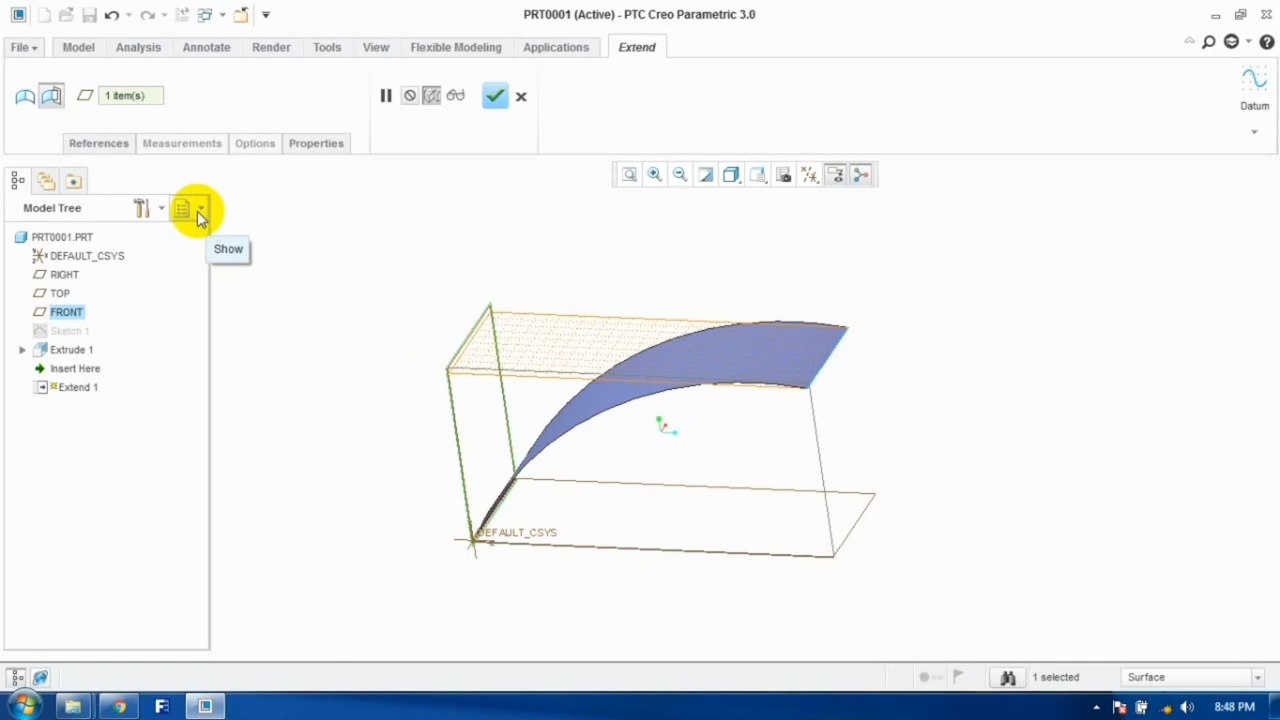 PRT0001 (Active) - PTC Creo Parametric 3.0
File Model Analysis Annotate Render Tools View Flexible Modeling Applications Extend
1 item(s)
Datum
References Measurements Options Properties
Model Tree
Show
PRT0001.PRT
DEFAULT_CSYS
RIGHT
TOP
FRONT
Sketch 1
Extrude 1
Insert Here
Extend 1
DEFAULT_CSYS
1 selected Surface
8:48 PM